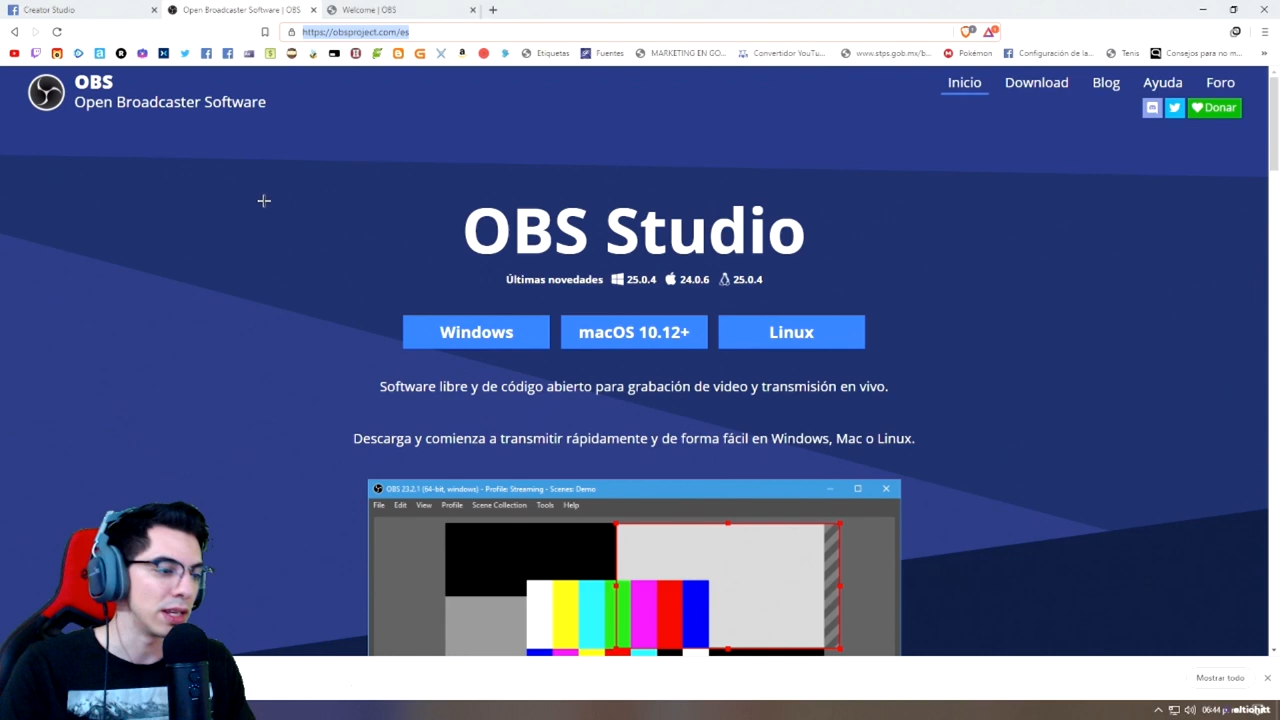 Creator Studio
Open Broadcaster Software | OBS
Welcome | OBS
https://obsproject.com/es
Etiquetas
Fuentes
MARKETING EN GO...
Convertidor YouTu...
www.stps.gob.mx/b...
Pokémon
Configuración de la...
Tenis
Consejos para no m...
OBS
Open Broadcaster Software
Inicio
Download
Blog
Ayuda
Foro
Donar
OBS Studio
Últimas novedades 25.0.4 24.0.6 25.0.4
Windows
macOS 10.12+
Linux
Software libre y de código abierto para grabación de video y transmisión en vivo.
Descarga y comienza a transmitir rápidamente y de forma fácil en Windows, Mac o Linux.
OBS 23.2.1 (64-bit, windows) - Profile: Streaming - Scenes: Demo
File Edit View Profile Scene Collection Tools Help
Mostrar todo
06:44